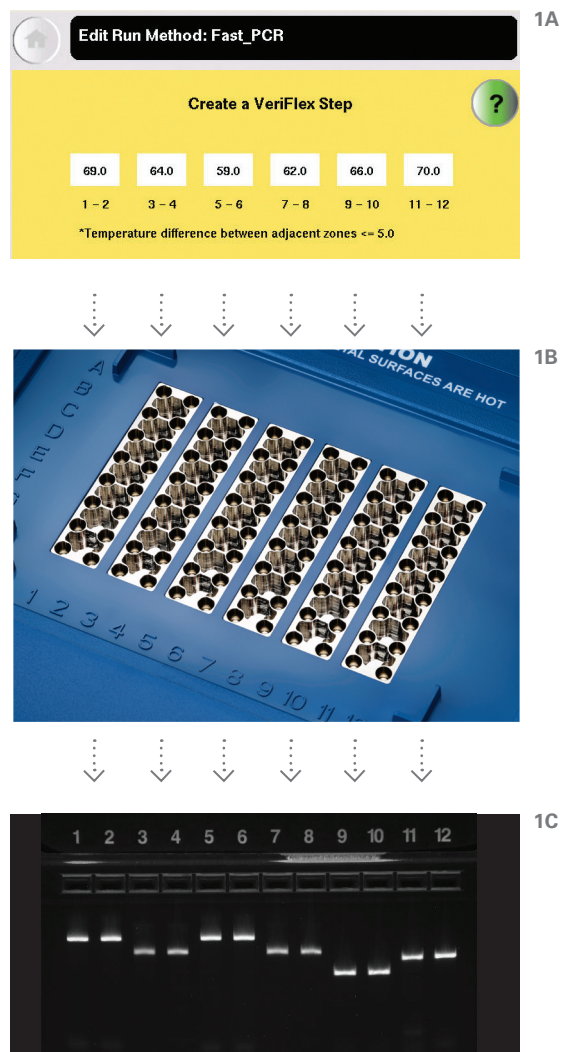 1A
Edit Run Method: Fast_PCR
Create a VeriFlex Step
?
69.0 64.0 59.0 62.0 66.0 70.0
1 – 2 3 – 4 5 – 6 7 – 8 9 – 10 11 – 12
*Temperature difference between adjacent zones <= 5.0
1B
SURFACES ARE HOT
A
B
C
D
E
F
1 2 3 4 5 6 7 8 9 10 11
1C
1 2 3 4 5 6 7 8 9 10 11 12